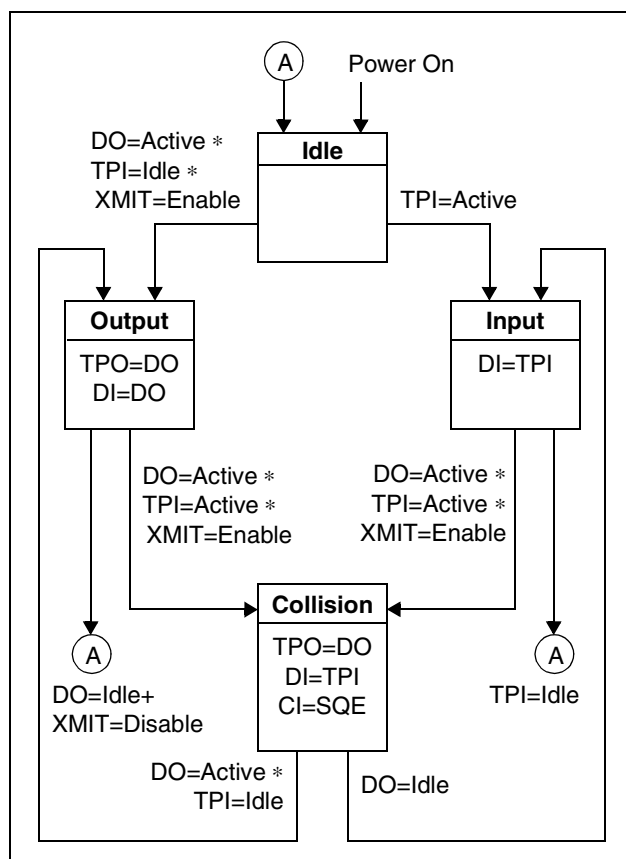 A
Power On
DO=Active *
TPI=Idle *
XMIT=Enable
Idle
TPI=Active
Output
TPO=DO
DI=DO
Input
DI=TPI
DO=Active *
TPI=Active *
XMIT=Enable
DO=Active *
TPI=Active *
XMIT=Enable
Collision
TPO=DO
DI=TPI
CI=SQE
A
DO=Idle+
XMIT=Disable
A
TPI=Idle
DO=Active *
TPI=Idle
DO=Idle